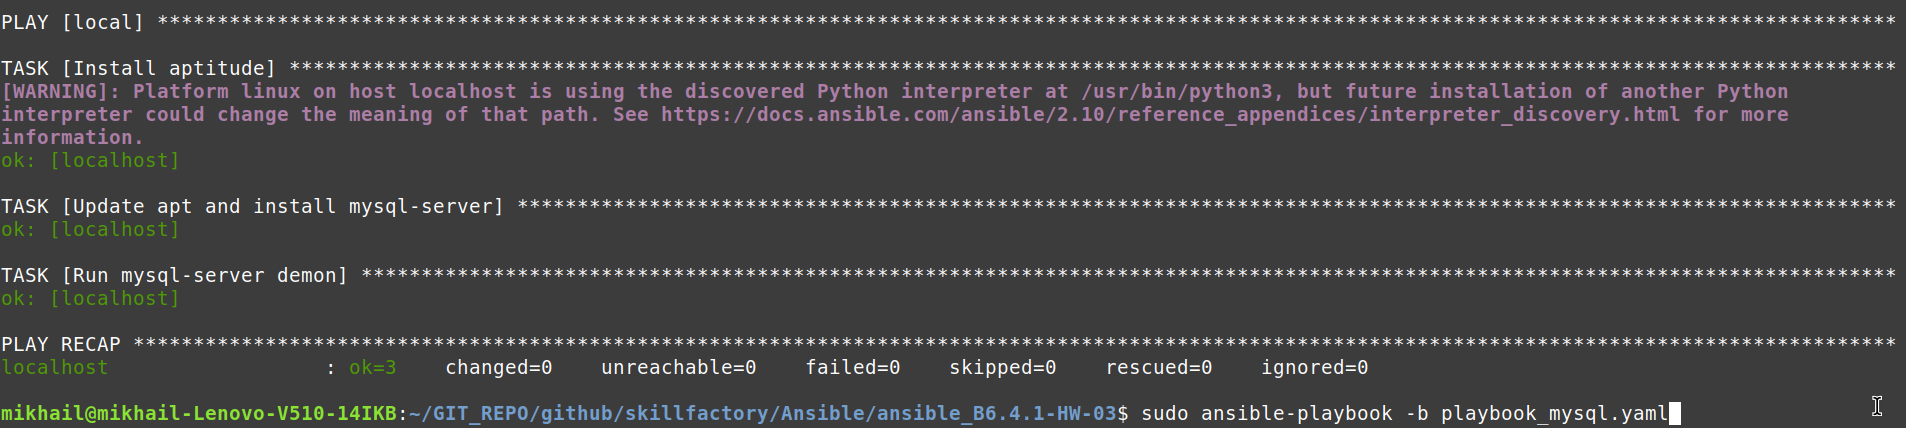 PLAY [local] *************************************************************************************************************************************************
TASK [Install aptitude] **************************************************************************************************************************************
[WARNING]: Platform linux on host localhost is using the discovered Python interpreter at /usr/bin/python3, but future installation of another Python
interpreter could change the meaning of that path. See https://docs.ansible.com/ansible/2.10/reference_appendices/interpreter_discovery.html for more
information.
ok: [localhost]
TASK [Update apt and install mysql-server] *******************************************************************************************************************
ok: [localhost]
TASK [Run mysql-server demon] ********************************************************************************************************************************
ok: [localhost]
PLAY RECAP ***************************************************************************************************************************************************
localhost                  : ok=3    changed=0    unreachable=0    failed=0    skipped=0    rescued=0    ignored=0
mikhail@mikhail-Lenovo-V510-14IKB:~/GIT_REPO/github/skillfactory/Ansible/ansible_B6.4.1-HW-03$ sudo ansible-playbook -b playbook_mysql.yaml